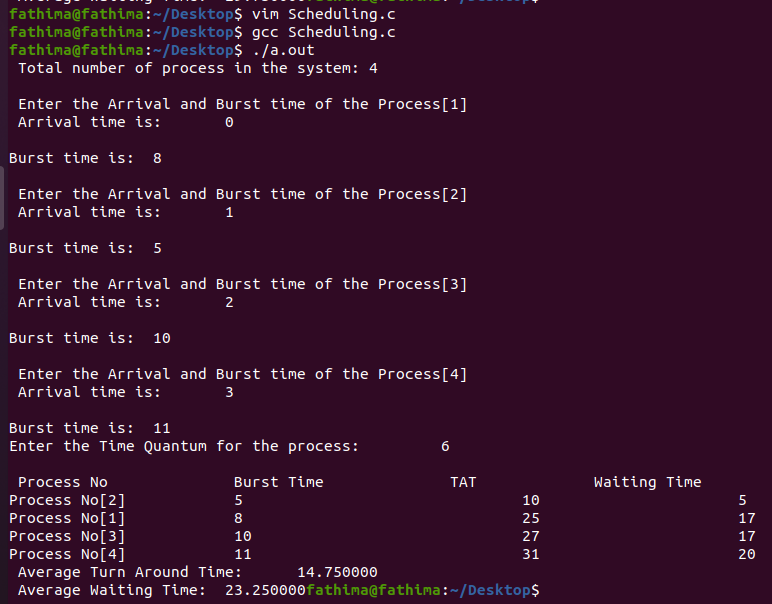 fathima@fathima:~/Desktop$ vim Scheduling.c
fathima@fathima:~/Desktop$ gcc Scheduling.c
fathima@fathima:~/Desktop$ ./a.out
Total number of process in the system: 4
Enter the Arrival and Burst time of the Process[1]
Arrival time is: 0
Burst time is: 8
Enter the Arrival and Burst time of the Process[2]
Arrival time is: 1
Burst time is: 5
Enter the Arrival and Burst time of the Process[3]
Arrival time is: 2
Burst time is: 10
Enter the Arrival and Burst time of the Process[4]
Arrival time is: 3
Burst time is: 11
Enter the Time Quantum for the process: 6
Process No Burst Time TAT Waiting Time
Process No[2] 5 10 5
Process No[1] 8 25 17
Process No[3] 10 27 17
Process No[4] 11 31 20
Average Turn Around Time: 14.750000
Average Waiting Time: 23.250000fathima@fathima:~/Desktop$